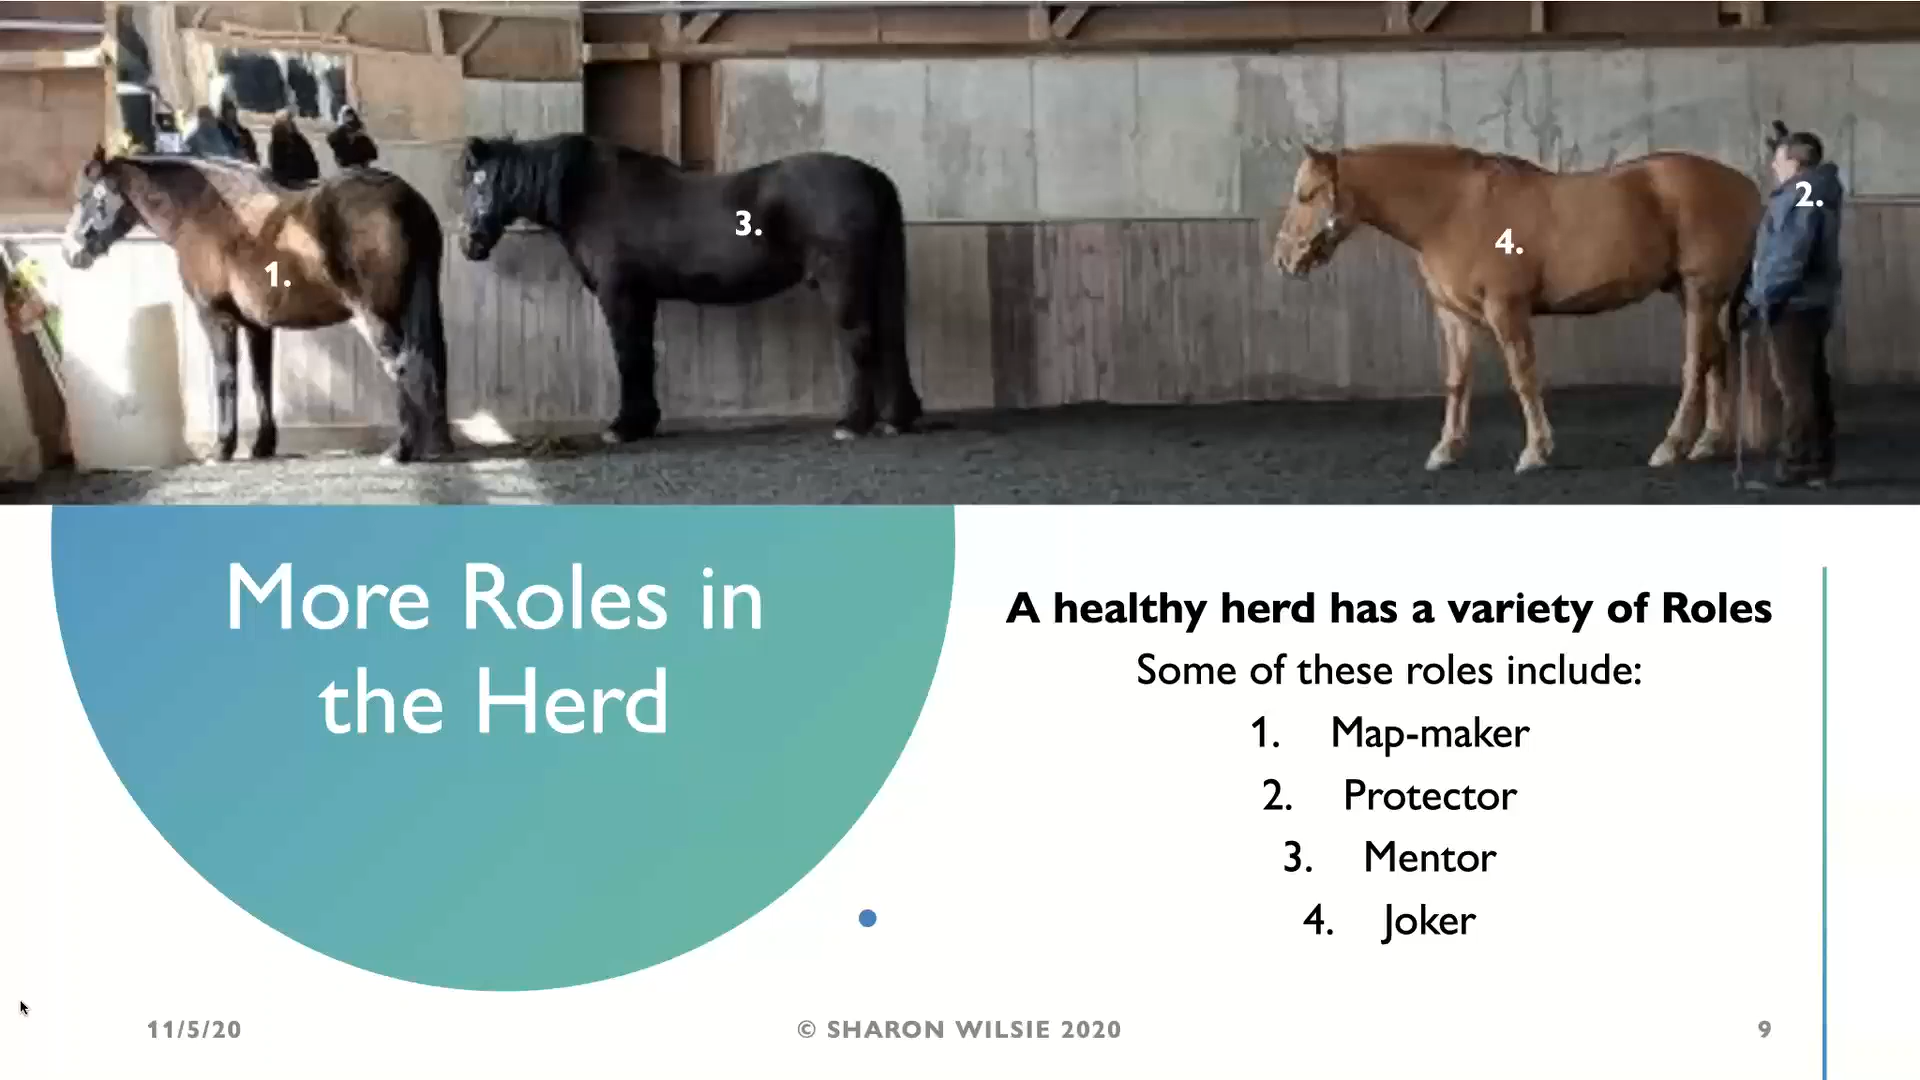 1.
3.
4.
2.
More Roles in
the Herd
A healthy herd has a variety of Roles
Some of these roles include:
1. Map-maker
2. Protector
3. Mentor
4. Joker
11/5/20
© SHARON WILSIE 2020
9